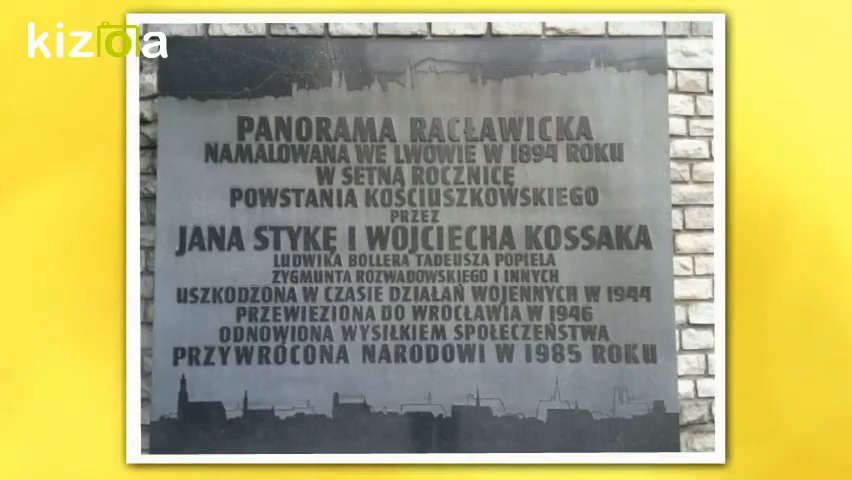 kizoa
PANORAMA RACŁAWICKA
NAMALOWANA WE LWOWIE W 1894 ROKU
W SETNĄ ROCZNICĘ
POWSTANIA KOŚCIUSZKOWSKIEGO
PRZEZ
JANA STYKĘ I WOJCIECHA KOSSAKA
LUDWIKA BOLLERA TADEUSZA POPIELA
ZYGMUNTA ROZWADOWSKIEGO I INNYCH
USZKODZONA W CZASIE DZIAŁAŃ WOJENNYCH W 1944
PRZEWIEZIONA DO WROCŁAWIA W 1946
ODNOWIONA WYSIŁKIEM SPOŁECZEŃSTWA
PRZYWRÓCONA NARODOWI W 1985 ROKU